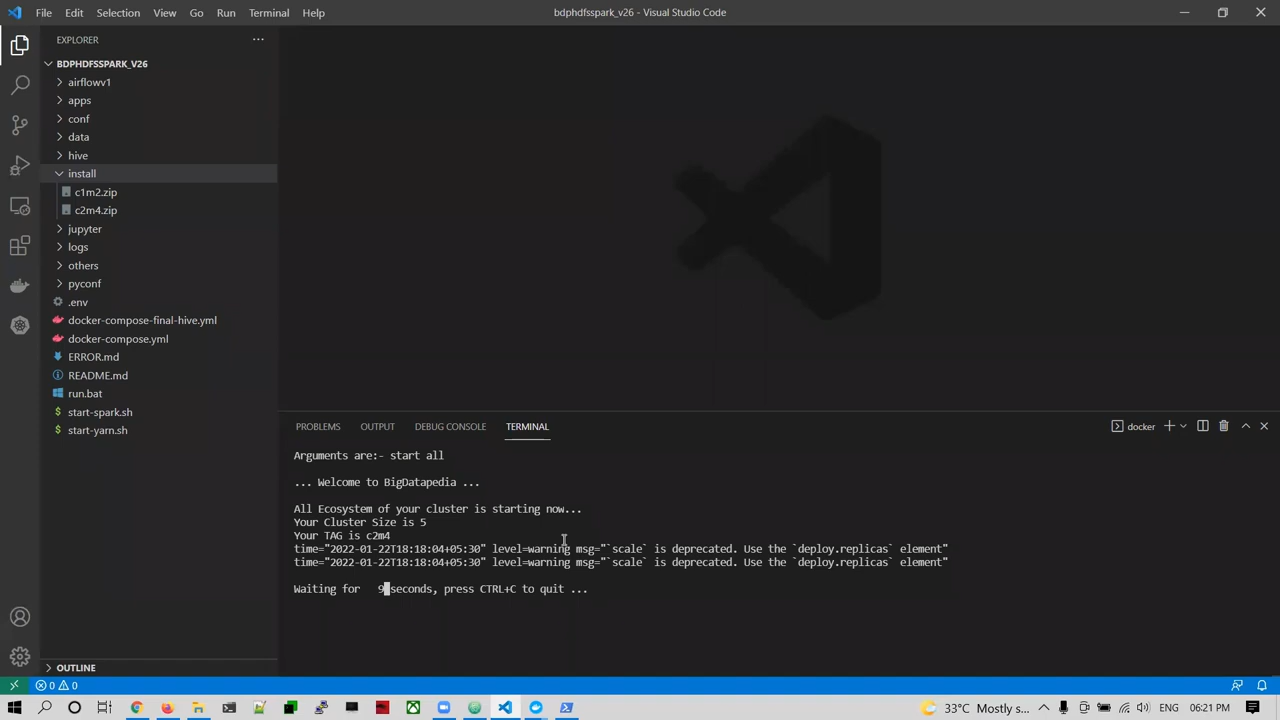 File Edit Selection View Go Run Terminal Help
bdphdfsspark_v26 - Visual Studio Code
EXPLORER
BDPHDFSSPARK_V26
airflowv1
apps
conf
data
hive
install
c1m2.zip
c2m4.zip
jupyter
logs
others
pyconf
.env
docker-compose-final-hive.yml
docker-compose.yml
ERROR.md
README.md
run.bat
start-spark.sh
start-yarn.sh
OUTLINE
PROBLEMS OUTPUT DEBUG CONSOLE TERMINAL
docker
Arguments are:- start all
... Welcome to BigDatapedia ...
All Ecosystem of your cluster is starting now...
Your Cluster Size is 5
Your TAG is c2m4
time="2022-01-22T18:18:04+05:30" level=warning msg="`scale` is deprecated. Use the `deploy.replicas` element"
time="2022-01-22T18:18:04+05:30" level=warning msg="`scale` is deprecated. Use the `deploy.replicas` element"
Waiting for 9 seconds, press CTRL+C to quit ...
0 0
33°C Mostly s... ENG 06:21 PM